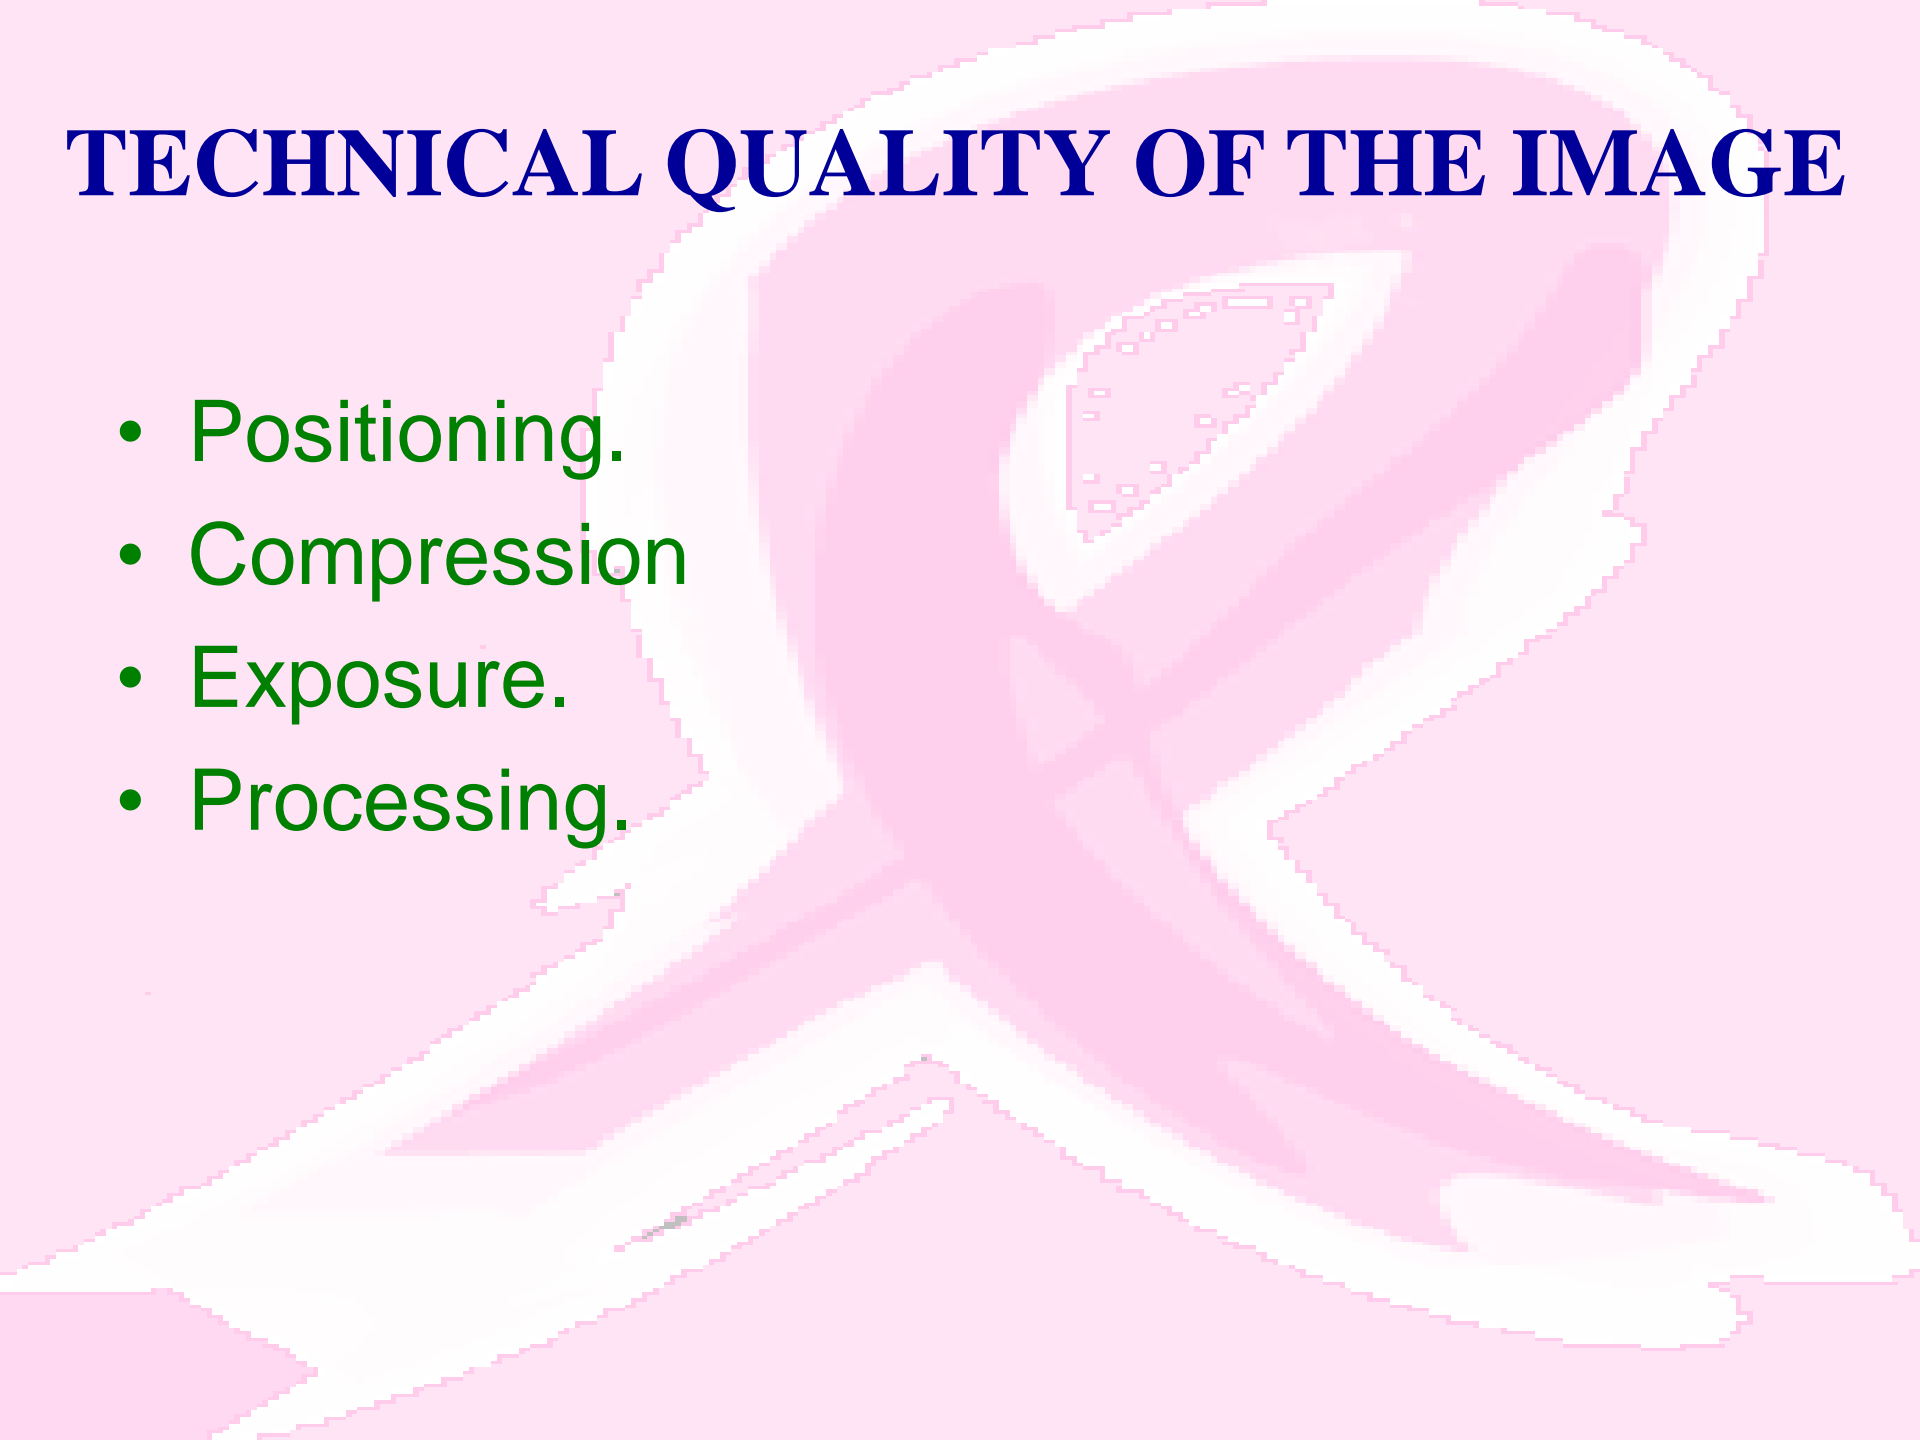 TECHNICAL QUALITY OF THE IMAGE
• Positioning.
• Compression
• Exposure.
• Processing.